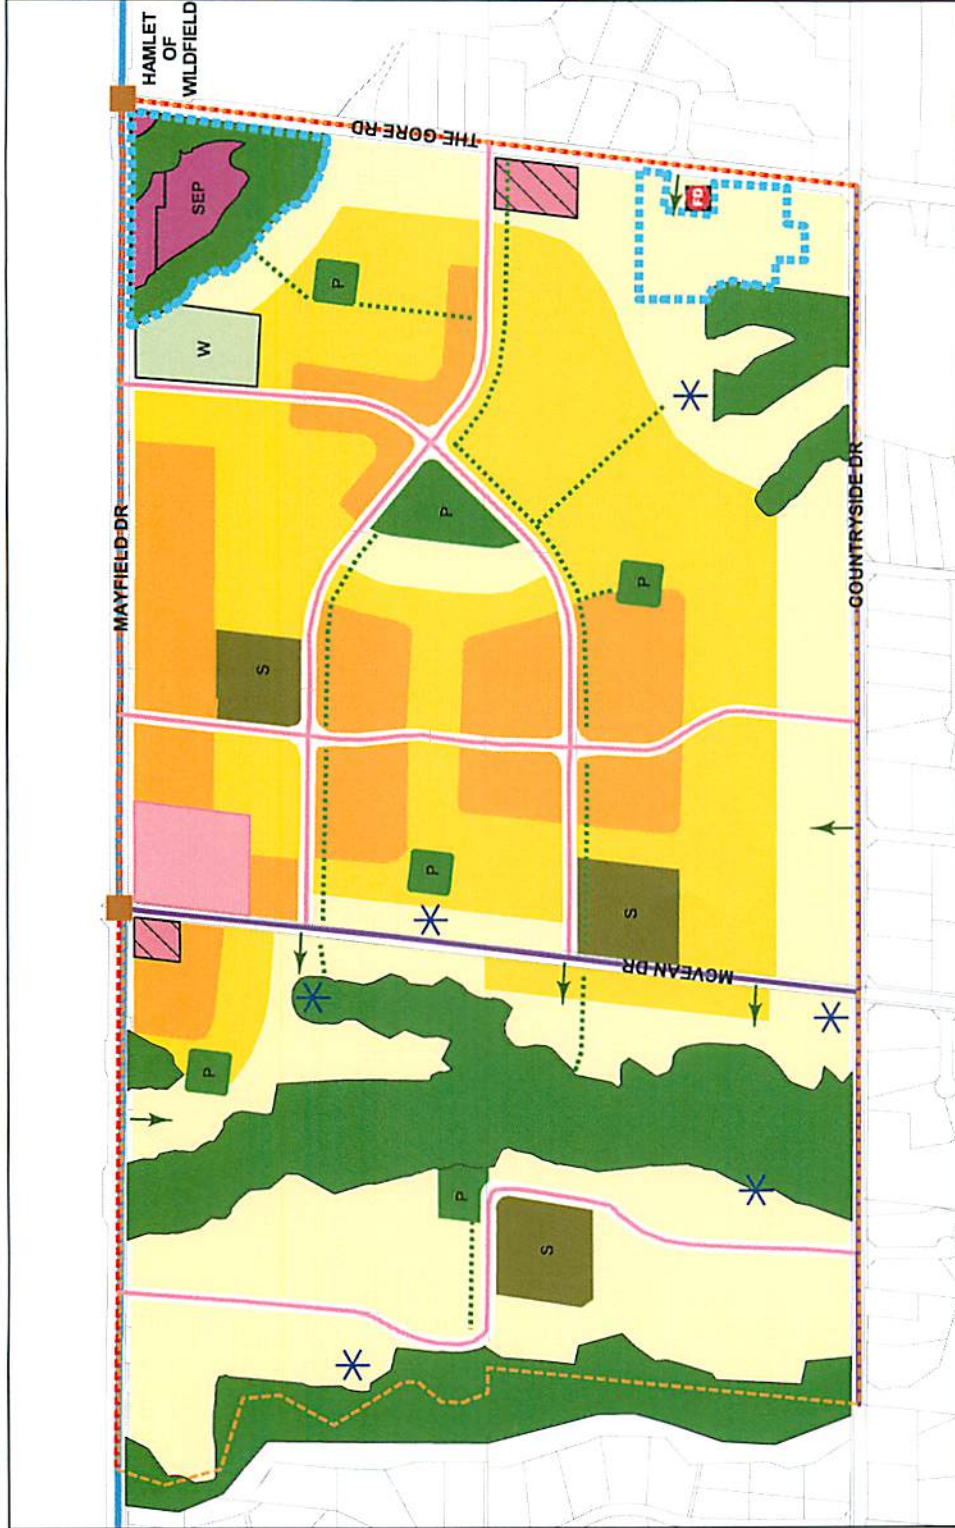 HAMLET
OF
WILDFIELD
THE GORE RD
SEP
W
P
FD
MAYFIELD DR
P
S
P
COUNTRYSIDE DR
P
S
MCVEAN DR
P
P
S